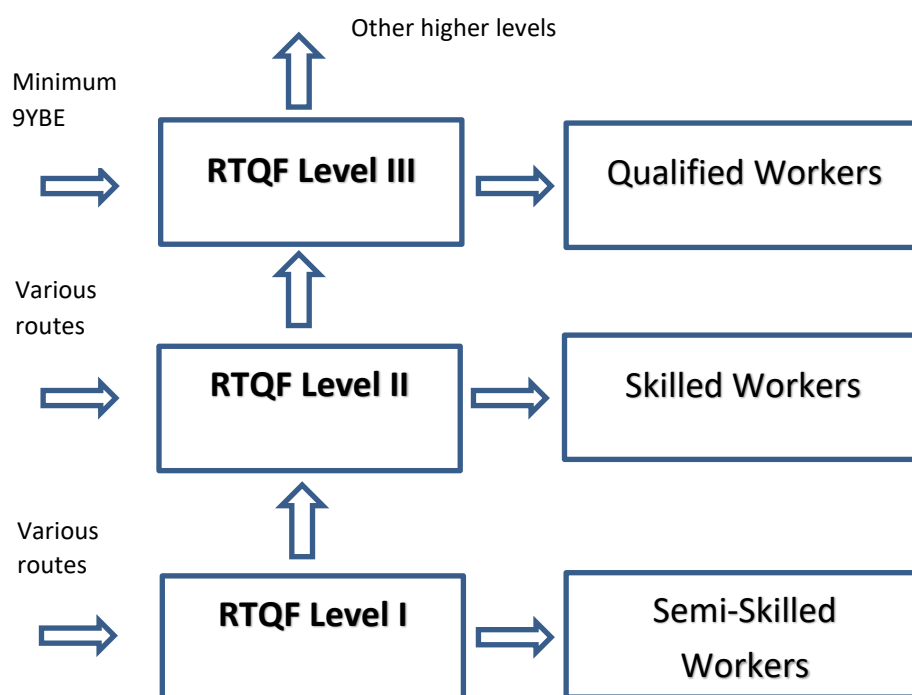 Other higher levels
Minimum
9YBE
RTQF Level III
Qualified Workers
Various
routes
RTQF Level II
Skilled Workers
Various
routes
RTQF Level I
Semi-Skilled
Workers